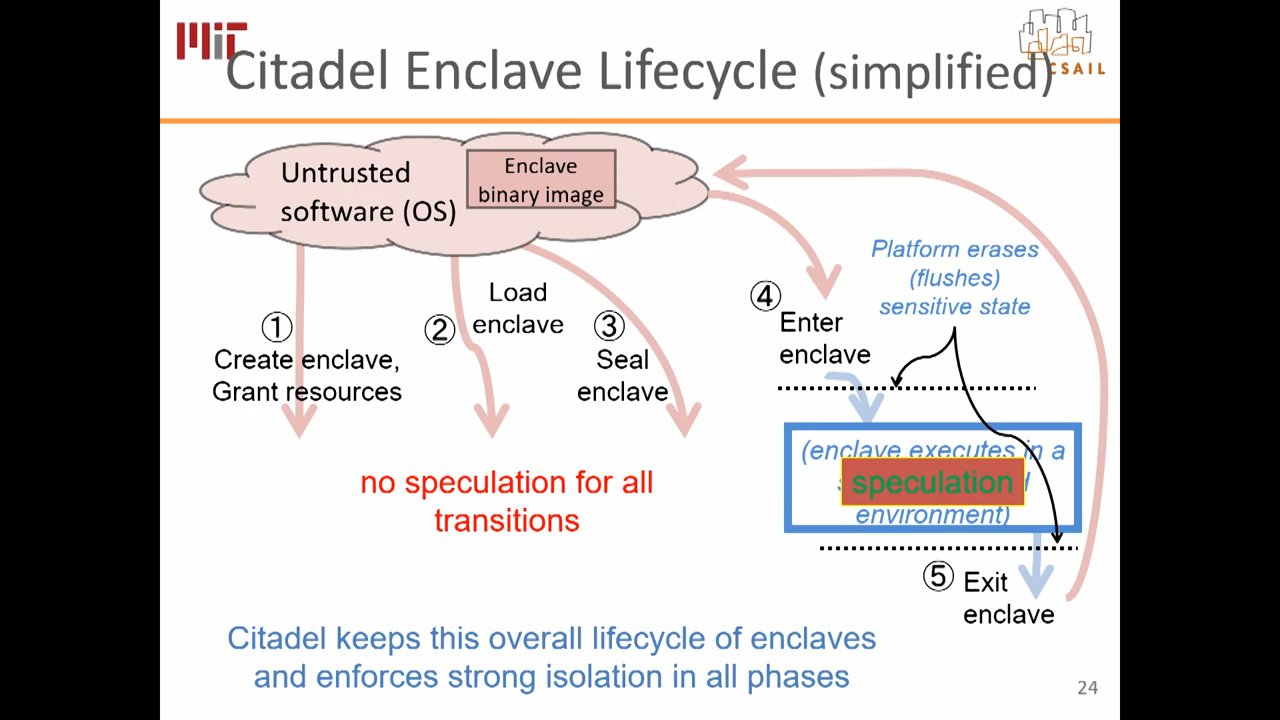 MIT
CSAIL
Citadel Enclave Lifecycle (simplified)
Untrusted
software (OS)
Enclave
binary image
Platform erases
(flushes)
sensitive state
① Create enclave,
Grant resources
② Load
enclave
③ Seal
enclave
④ Enter
enclave
(enclave executes in a
speculation
environment)
no speculation for all
transitions
⑤ Exit
enclave
Citadel keeps this overall lifecycle of enclaves
and enforces strong isolation in all phases
24